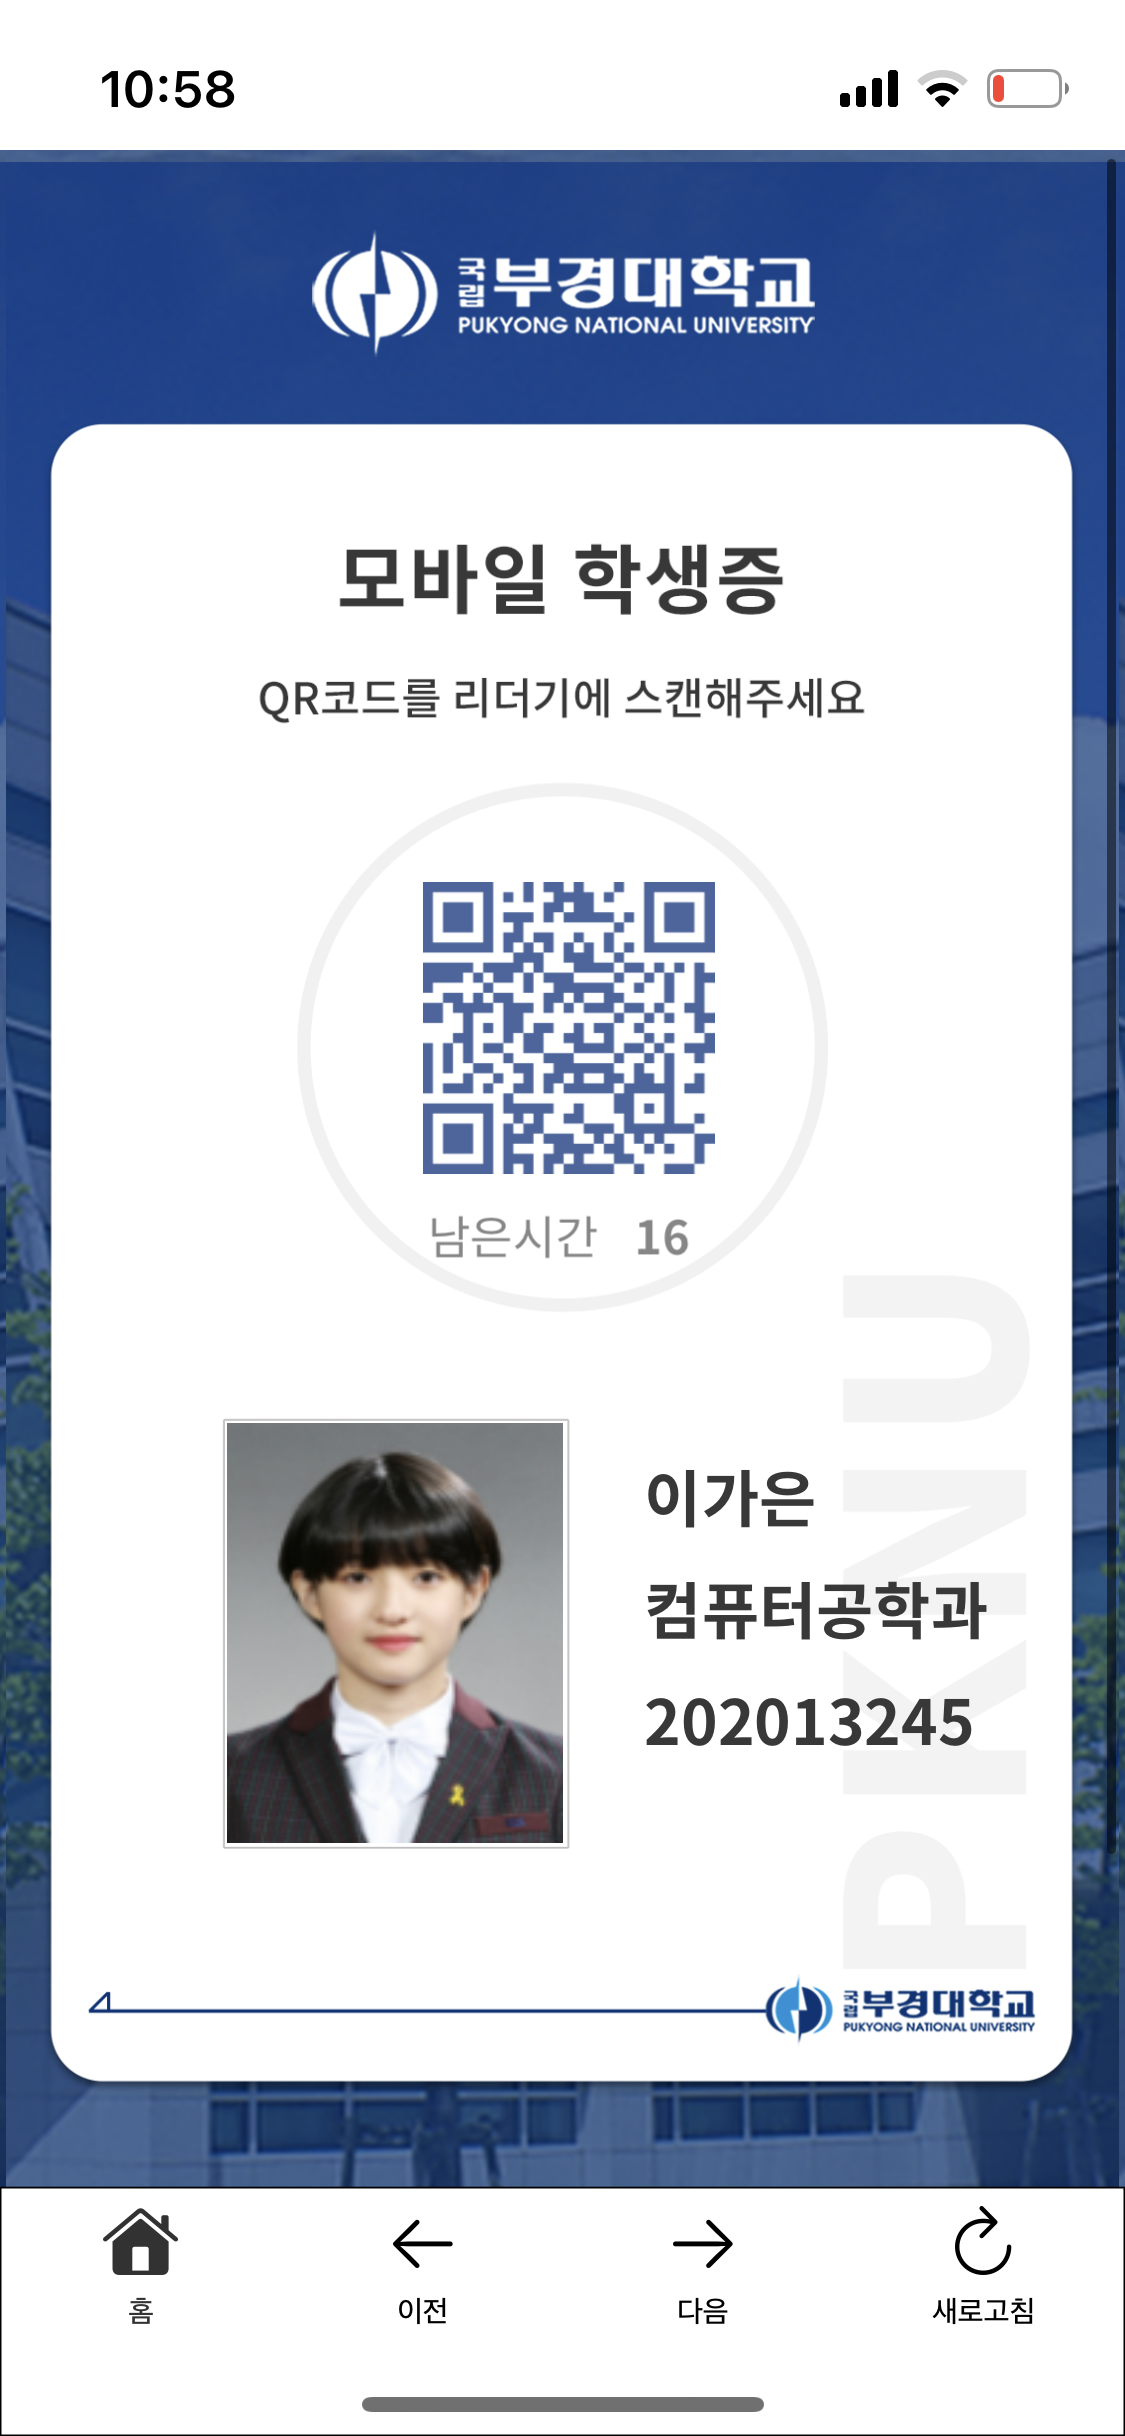 10:58
국립 부경대학교
PUKYONG NATIONAL UNIVERSITY
모바일 학생증
QR코드를 리더기에 스캔해주세요
남은시간 16
이가은
컴퓨터공학과
202013245
PKNU
국립 부경대학교
PUKYONG NATIONAL UNIVERSITY
홈 이전 다음 새로고침